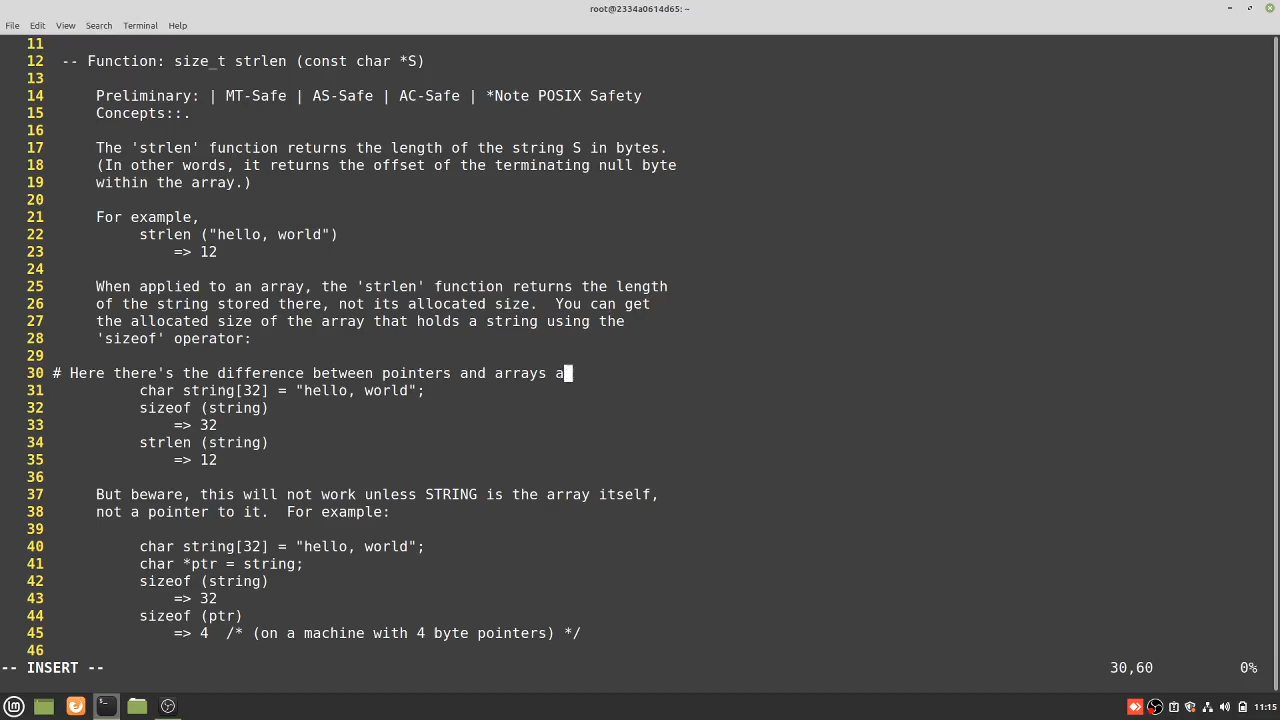 root@2334a0614d65: ~
File Edit View Search Terminal Help
11
12 -- Function: size_t strlen (const char *S)
13
14 Preliminary: | MT-Safe | AS-Safe | AC-Safe | *Note POSIX Safety
15 Concepts::.
16
17 The 'strlen' function returns the length of the string S in bytes.
18 (In other words, it returns the offset of the terminating null byte
19 within the array.)
20
21 For example,
22 strlen ("hello, world")
23 => 12
24
25 When applied to an array, the 'strlen' function returns the length
26 of the string stored there, not its allocated size.  You can get
27 the allocated size of the array that holds a string using the
28 'sizeof' operator:
29
30 # Here there's the difference between pointers and arrays a
31 char string[32] = "hello, world";
32 sizeof (string)
33 => 32
34 strlen (string)
35 => 12
36
37 But beware, this will not work unless STRING is the array itself,
38 not a pointer to it.  For example:
39
40 char string[32] = "hello, world";
41 char *ptr = string;
42 sizeof (string)
43 => 32
44 sizeof (ptr)
45 => 4  /* (on a machine with 4 byte pointers) */
46
-- INSERT -- 30,60 0%
11:15